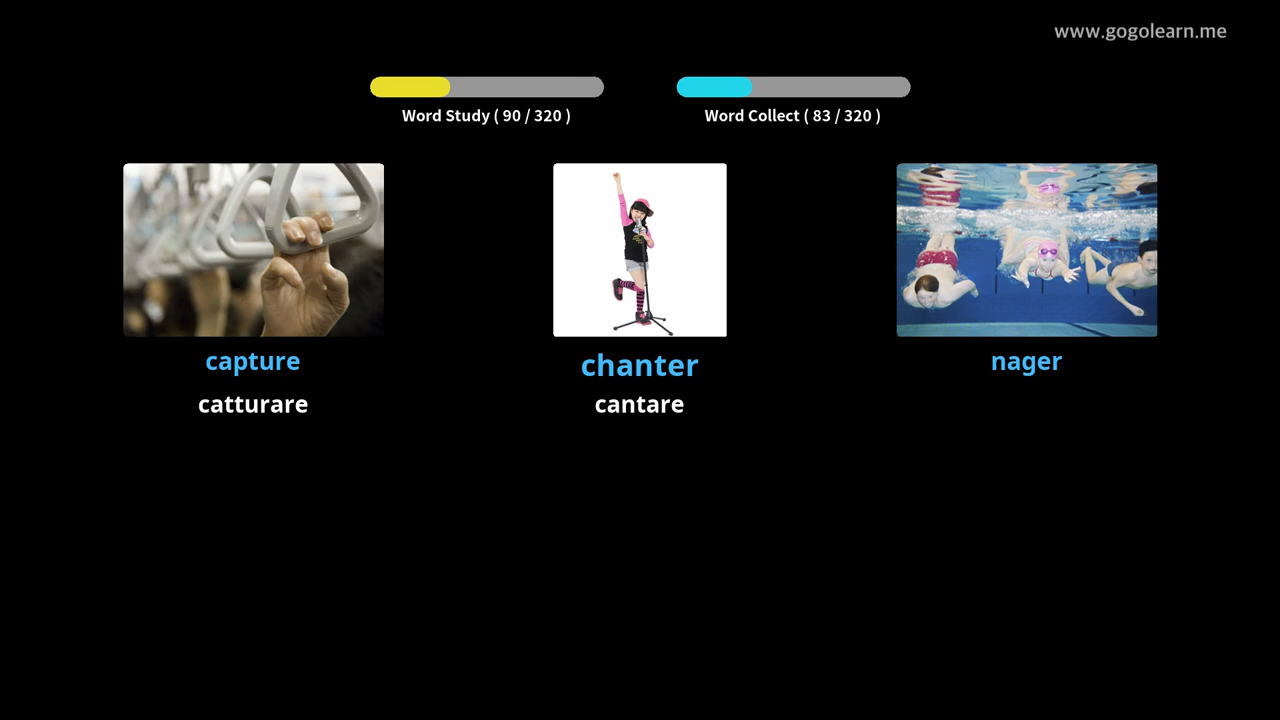 www.gogolearn.me
Word Study ( 90 / 320 )
Word Collect ( 83 / 320 )
capture
chanter
nager
catturare
cantare